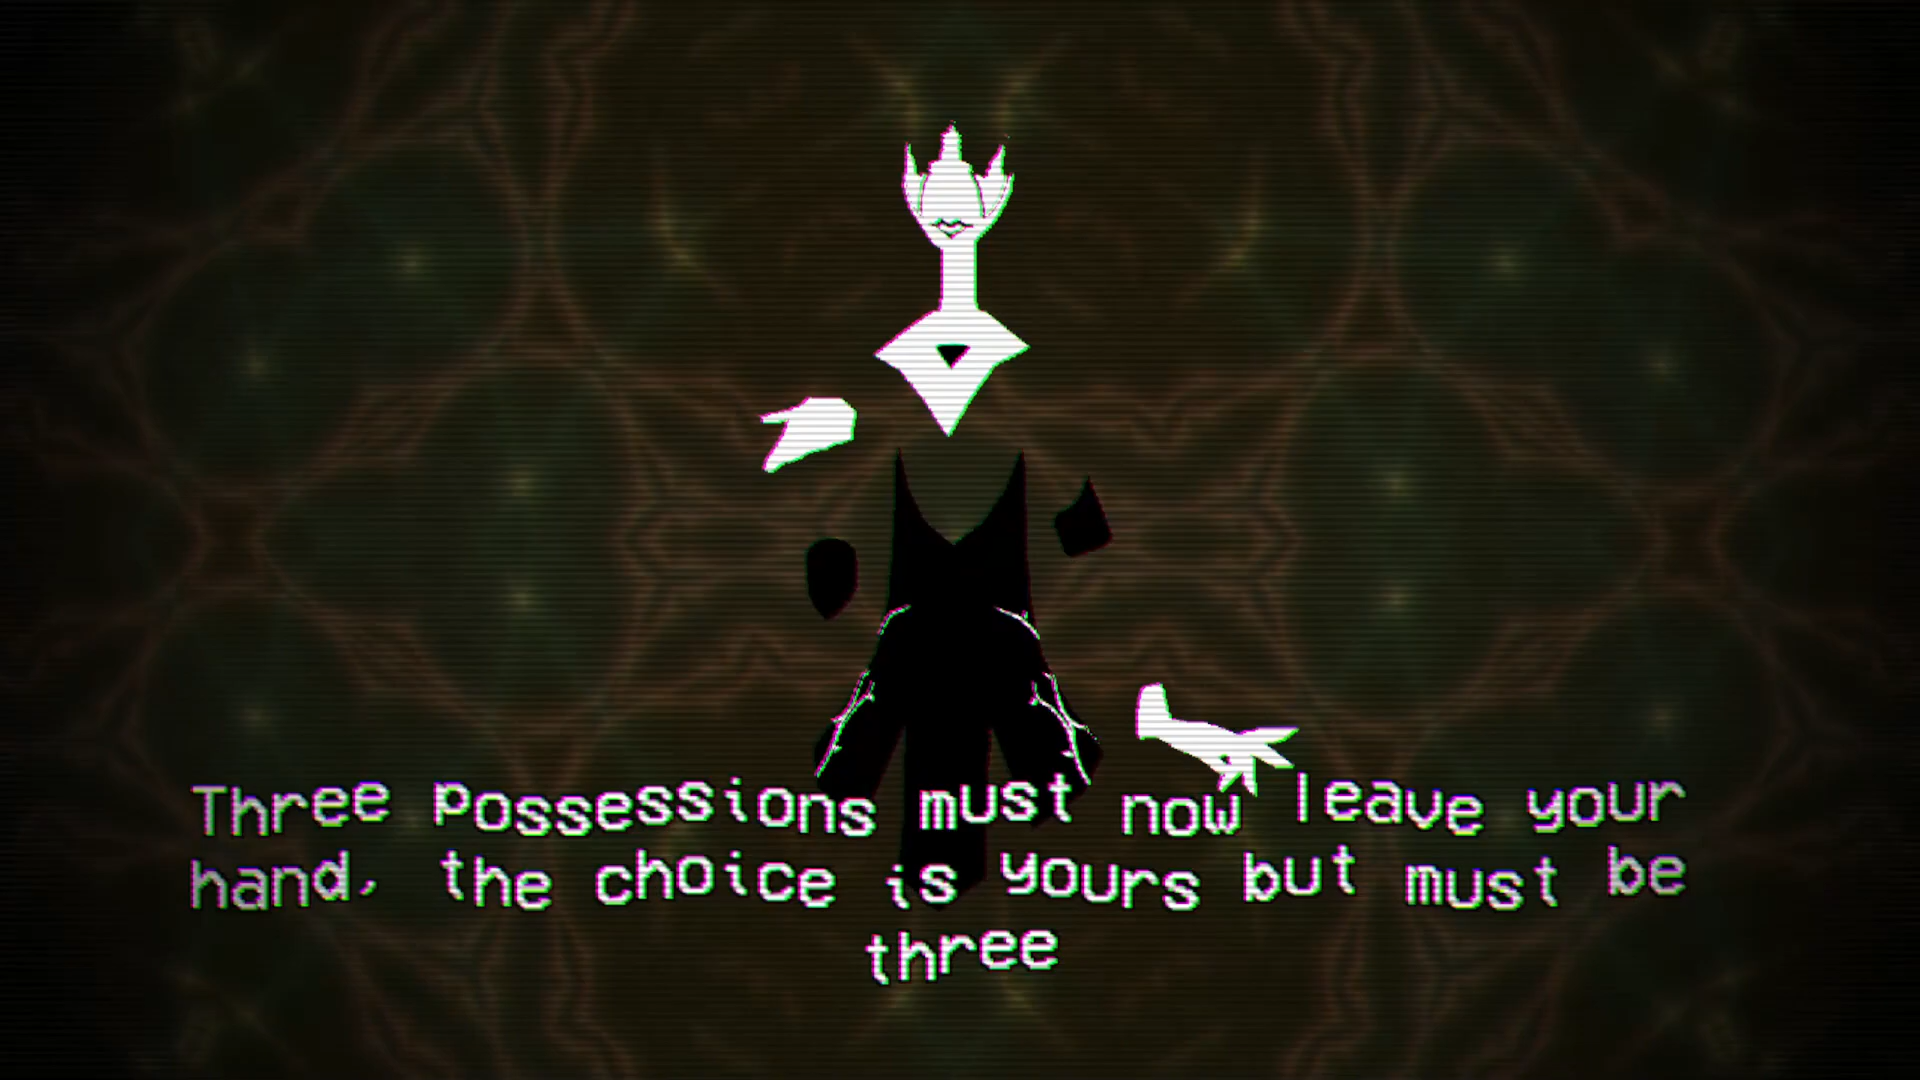 Three possessions must now leave your
hand, the choice is yours but must be
three